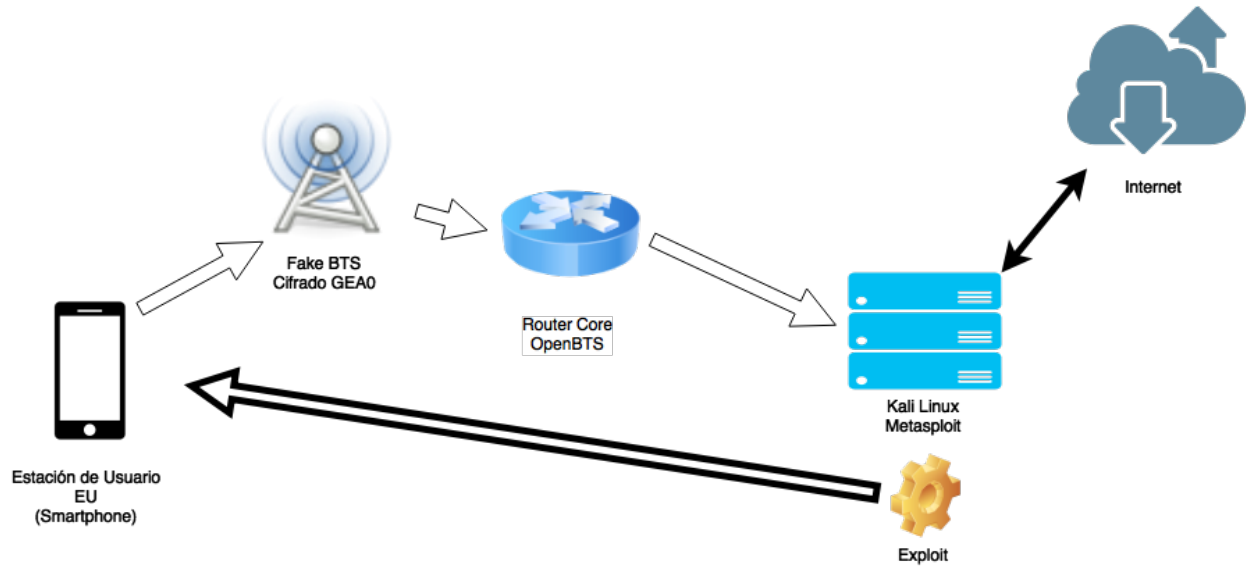 Internet
Fake BTS
Cifrado GEA0
Router Core
OpenBTS
Kali Linux
Metasploit
Estación de Usuario
EU
(Smartphone)
Exploit